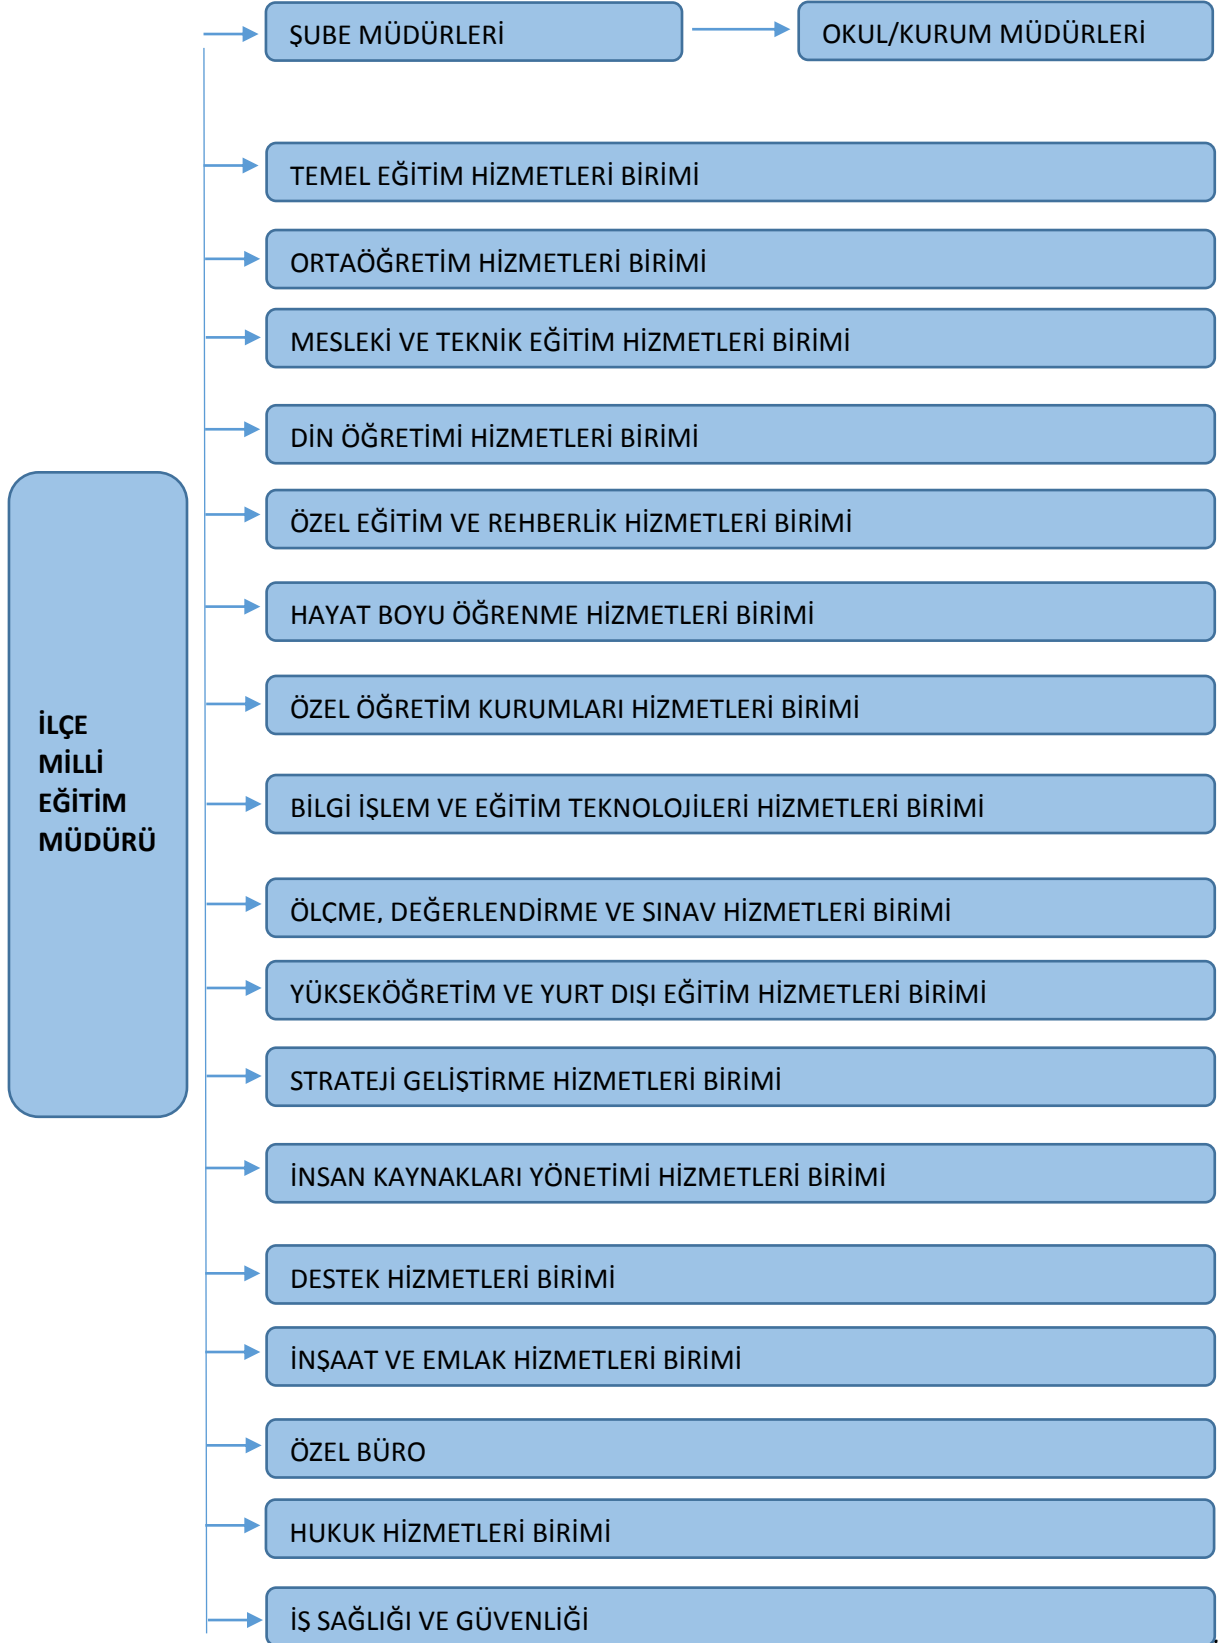 ŞUBE MÜDÜRLERİ
OKUL/KURUM MÜDÜRLERİ
TEMEL EĞİTİM HİZMETLERİ BİRİMİ
ORTAÖĞRETİM HİZMETLERİ BİRİMİ
MESLEKİ VE TEKNİK EĞİTİM HİZMETLERİ BİRİMİ
DİN ÖĞRETİMİ HİZMETLERİ BİRİMİ
ÖZEL EĞİTİM VE REHBERLİK HİZMETLERİ BİRİMİ
HAYAT BOYU ÖĞRENME HİZMETLERİ BİRİMİ
ÖZEL ÖĞRETİM KURUMLARI HİZMETLERİ BİRİMİ
İLÇE
MİLLİ
EĞİTİM
MÜDÜRÜ
BİLGİ İŞLEM VE EĞİTİM TEKNOLOJİLERİ HİZMETLERİ BİRİMİ
ÖLÇME, DEĞERLENDİRME VE SINAV HİZMETLERİ BİRİMİ
YÜKSEKÖĞRETİM VE YURT DIŞI EĞİTİM HİZMETLERİ BİRİMİ
STRATEJİ GELİŞTİRME HİZMETLERİ BİRİMİ
İNSAN KAYNAKLARI YÖNETİMİ HİZMETLERİ BİRİMİ
DESTEK HİZMETLERİ BİRİMİ
İNŞAAT VE EMLAK HİZMETLERİ BİRİMİ
ÖZEL BÜRO
HUKUK HİZMETLERİ BİRİMİ
İŞ SAĞLIĞI VE GÜVENLİĞİ